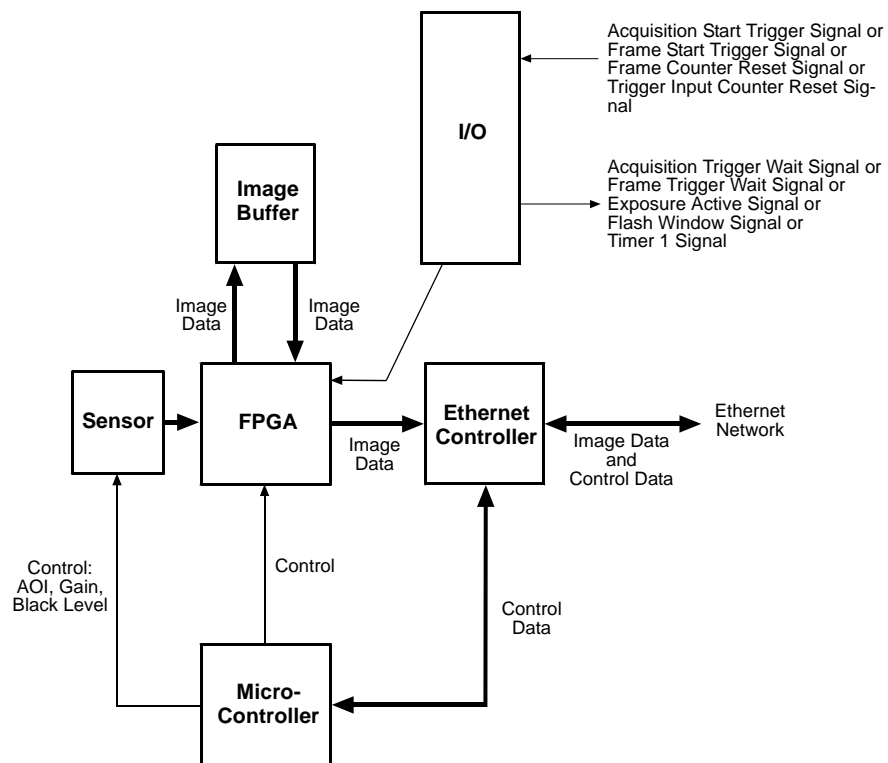 Acquisition Start Trigger Signal or
Frame Start Trigger Signal or
Frame Counter Reset Signal or
Trigger Input Counter Reset Sig-
nal
I/O
Acquisition Trigger Wait Signal or
Frame Trigger Wait Signal or
Exposure Active Signal or
Flash Window Signal or
Timer 1 Signal
Image
Buffer
Image
Data
Image
Data
Sensor
FPGA
Image
Data
Ethernet
Controller
Image Data
and
Control Data
Ethernet
Network
Control:
AOI, Gain,
Black Level
Control
Control
Data
Micro-
Controller